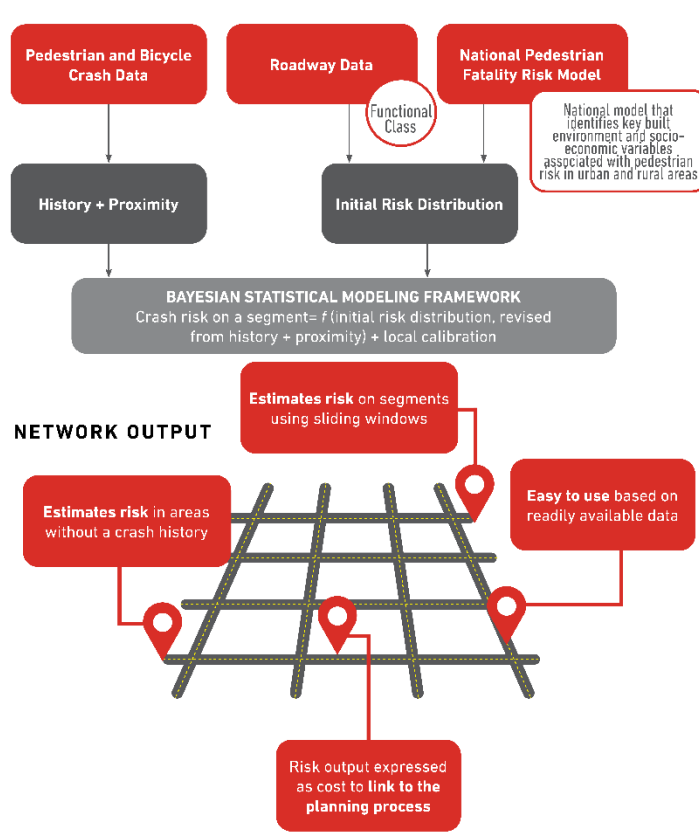 Pedestrian and Bicycle
Crash Data
Roadway Data
Functional
Class
National Pedestrian
Fatality Risk Model
National model that
identifies key built
environment and socio-
economic variables
associated with pedestrian
risk in urban and rural areas
History + Proximity
Initial Risk Distribution
BAYESIAN STATISTICAL MODELING FRAMEWORK
Crash risk on a segment= f (initial risk distribution, revised
from history + proximity) + local calibration
Estimates risk on segments
using sliding windows
NETWORK OUTPUT
Estimates risk in areas
without a crash history
Easy to use based on
readily available data
Risk output expressed
as cost to link to the
planning process